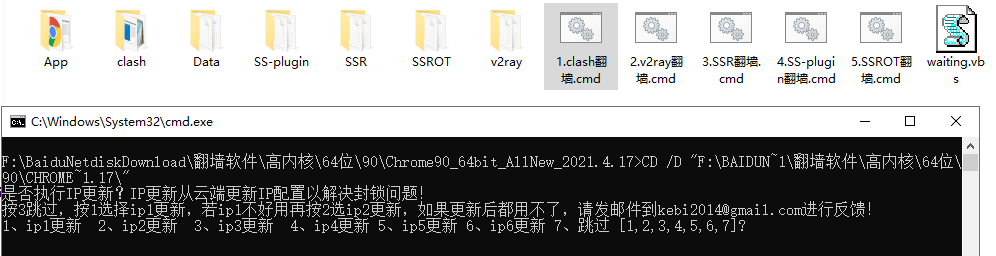 App
clash
Data
SS-plugin
SSR
SSROT
v2ray
1.clash翻
墙.cmd
2.v2ray翻
墙.cmd
3.SSR翻墙.c
md
4.SS-plugi
n翻墙.cmd
5.SSROT翻
墙.cmd
waiting.vb
s
C:\Windows\System32\cmd.exe
F:\BaiduNetdiskDownload\翻墙软件\高内核\64位\90\Chrome90_64bit_AllNew_2021.4.17>CD /D "F:\BAIDUN~1\翻墙软件\高内核\64位\
90\CHROME~1.17\"
是否执行IP更新？IP更新从云端更新IP配置以解决封锁问题！
按3跳过，按1选择ip1更新，若ip1不好用再按2选ip2更新，如果更新后都用不了，请发邮件到kebi2014@gmail.com进行反馈！
1、ip1更新 2、ip2更新 3、ip3更新 4、ip4更新 5、ip5更新 6、ip6更新 7、跳过 [1,2,3,4,5,6,7]?